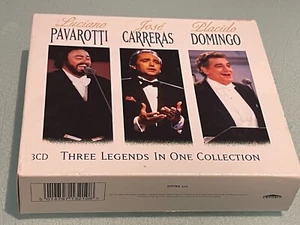 Luciano José Placido
PAVAROTTI CARRERAS DOMINGO
3CD THREE LEGENDS IN ONE COLLECTION